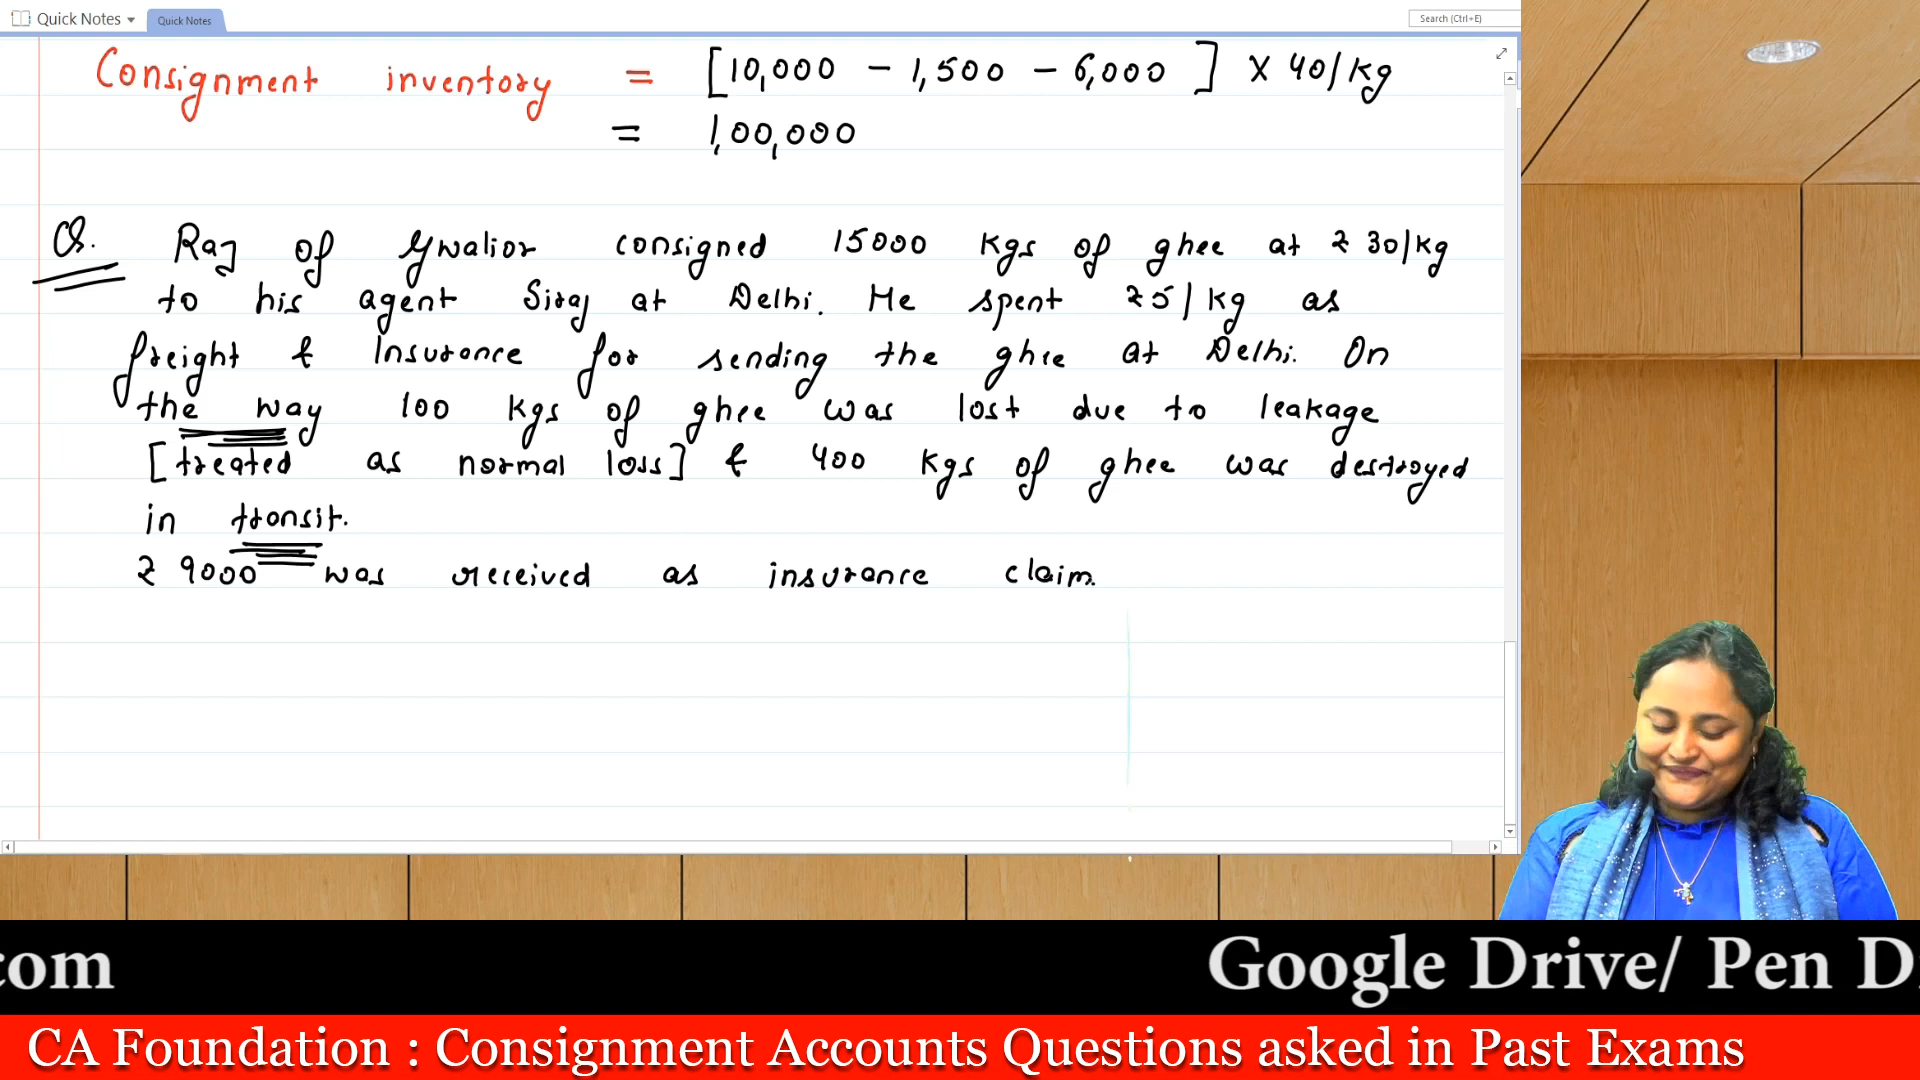 Quick Notes
Quick Notes
Search (Ctrl+E)
Consignment inventory = [10,000 - 1,500 - 6,000] X 40/kg
= 1,00,000
Q. Raj of Gwalior consigned 15000 kgs of ghee at ₹ 30/kg
to his agent Siraj at Delhi. He spent ₹5/kg as
freight & Insurance for sending the ghee at Delhi. On
the way 100 kgs of ghee was lost due to leakage
[treated as normal loss] & 400 kgs of ghee was destroyed
in transit.
₹ 9000 was received as insurance claim.
com Google Drive/ Pen D
CA Foundation : Consignment Accounts Questions asked in Past Exams